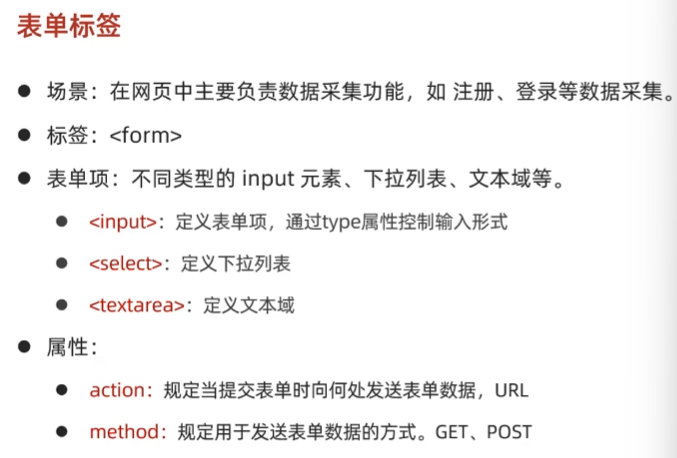 表单标签
● 场景：在网页中主要负责数据采集功能，如 注册、登录等数据采集。
● 标签：<form>
● 表单项：不同类型的 input 元素、下拉列表、文本域等。
● <input>：定义表单项，通过type属性控制输入形式
● <select>：定义下拉列表
● <textarea>：定义文本域
● 属性：
● action：规定当提交表单时向何处发送表单数据，URL
● method：规定用于发送表单数据的方式。GET、POST